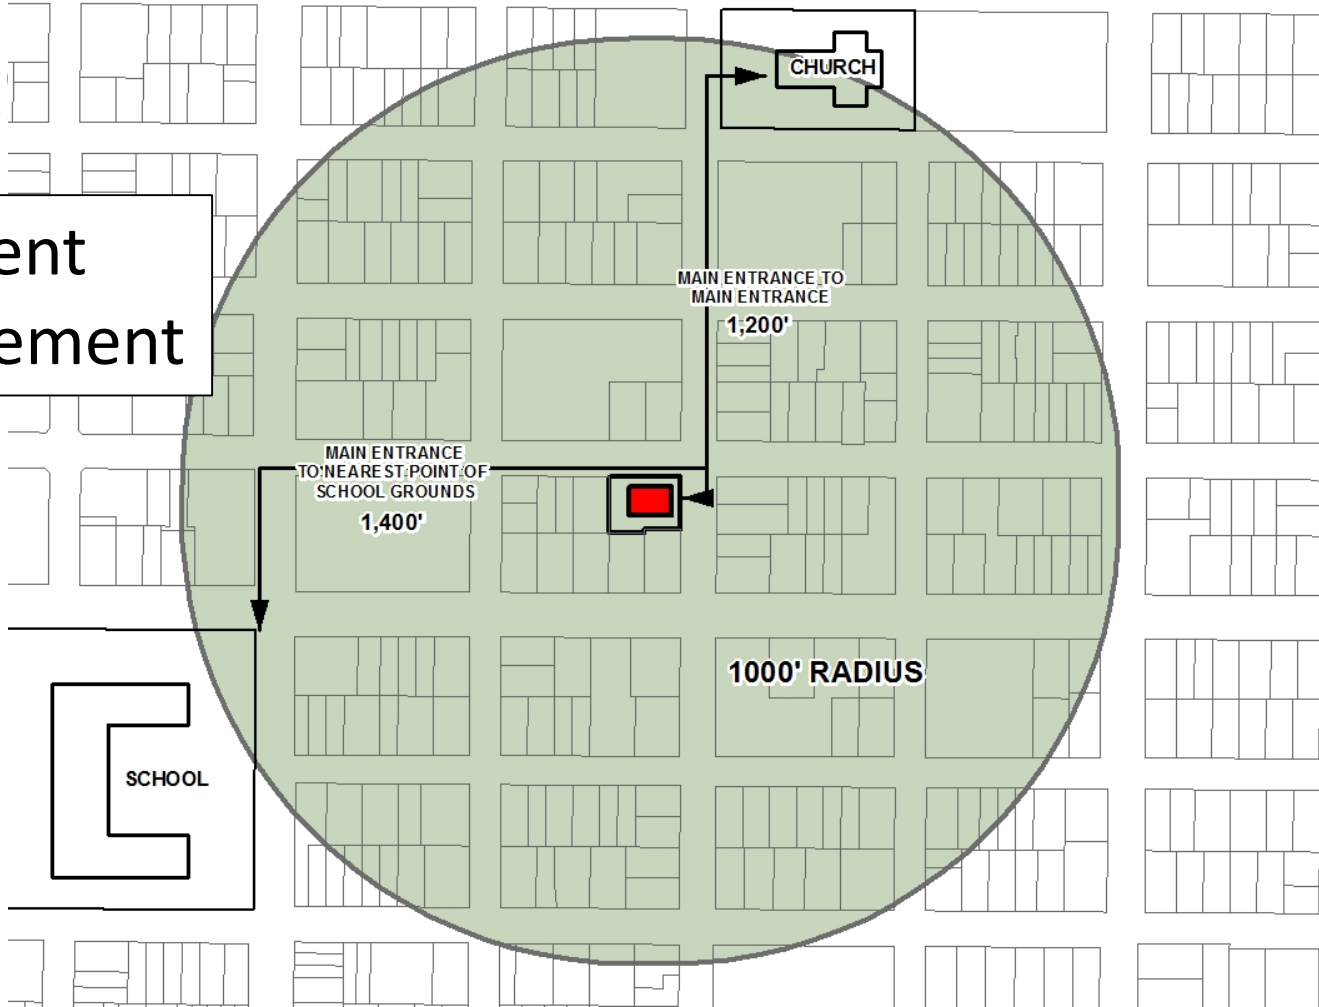 CHURCH
ent
ement
MAIN ENTRANCE TO
MAIN ENTRANCE
1,200'
MAIN ENTRANCE
TO NEAREST POINT OF
SCHOOL GROUNDS
1,400'
1000' RADIUS
SCHOOL